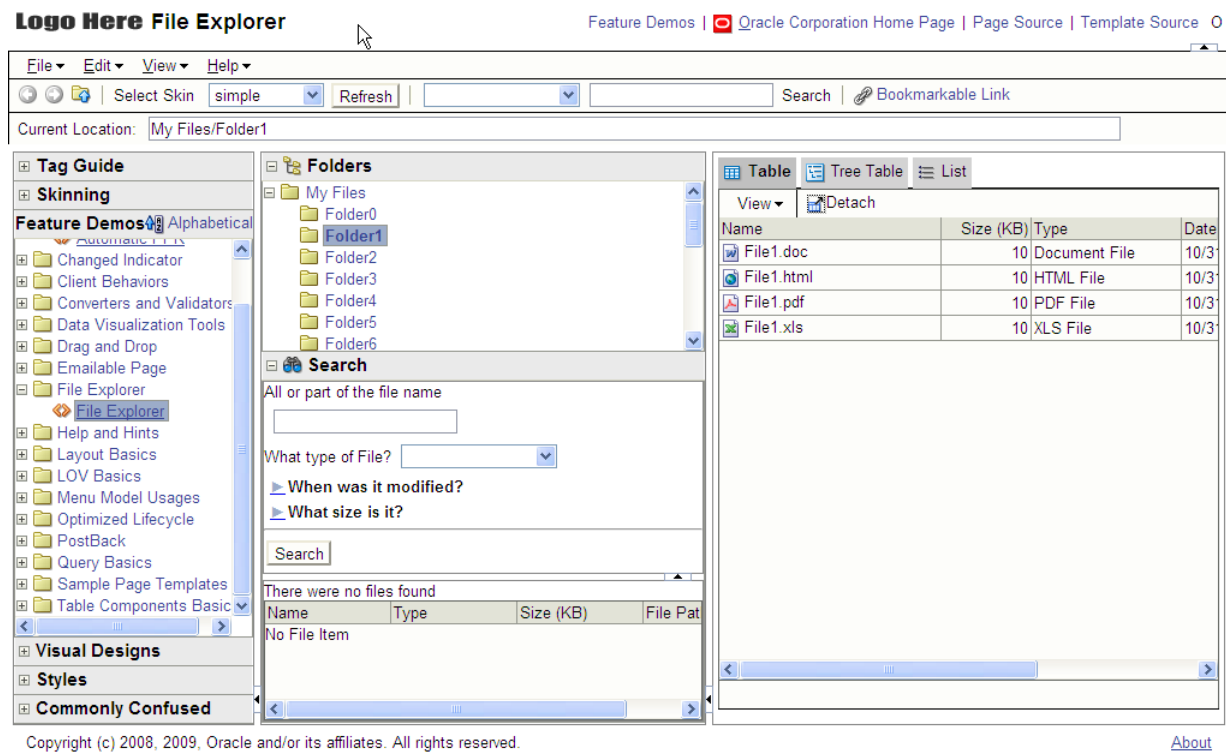 Logo Here File Explorer
Feature Demos | Oracle Corporation Home Page | Page Source | Template Source O
File Edit View Help
Select Skin simple Refresh Search Bookmarkable Link
Current Location: My Files/Folder1
Tag Guide
Skinning
Feature Demos Alphabetical
Automatic PPR
Changed Indicator
Client Behaviors
Converters and Validators
Data Visualization Tools
Drag and Drop
Emailable Page
File Explorer
File Explorer
Help and Hints
Layout Basics
LOV Basics
Menu Model Usages
Optimized Lifecycle
PostBack
Query Basics
Sample Page Templates
Table Components Basic
Visual Designs
Styles
Commonly Confused
Folders
My Files
Folder0
Folder1
Folder2
Folder3
Folder4
Folder5
Folder6
Search
All or part of the file name
What type of File?
When was it modified?
What size is it?
Search
There were no files found
Name Type Size (KB) File Pat
No File Item
Table Tree Table List
View Detach
Name Size (KB) Type Date
File1.doc 10 Document File 10/31
File1.html 10 HTML File 10/31
File1.pdf 10 PDF File 10/31
File1.xls 10 XLS File 10/31
Copyright (c) 2008, 2009, Oracle and/or its affiliates. All rights reserved.
About